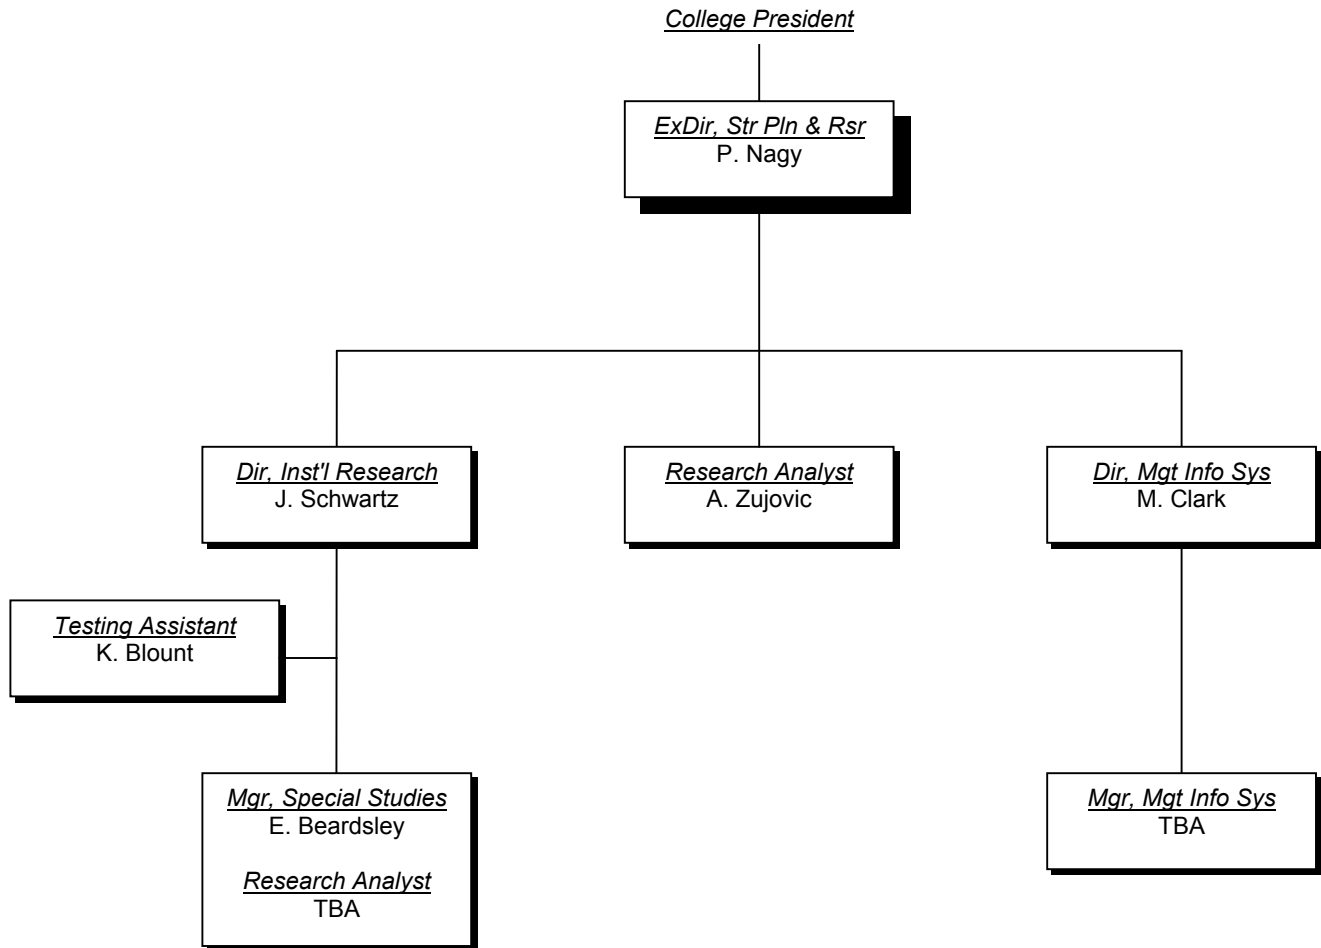 College President
ExDir, Str Pln & Rsr
P. Nagy
Dir, Inst'l Research
J. Schwartz
Research Analyst
A. Zujovic
Dir, Mgt Info Sys
M. Clark
Testing Assistant
K. Blount
Mgr, Special Studies
E. Beardsley
Research Analyst
TBA
Mgr, Mgt Info Sys
TBA